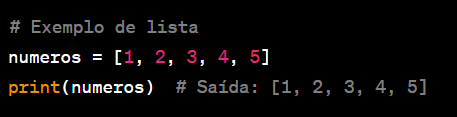 # Exemplo de lista
numeros = [1, 2, 3, 4, 5]
print(numeros)  # Saída: [1, 2, 3, 4, 5]